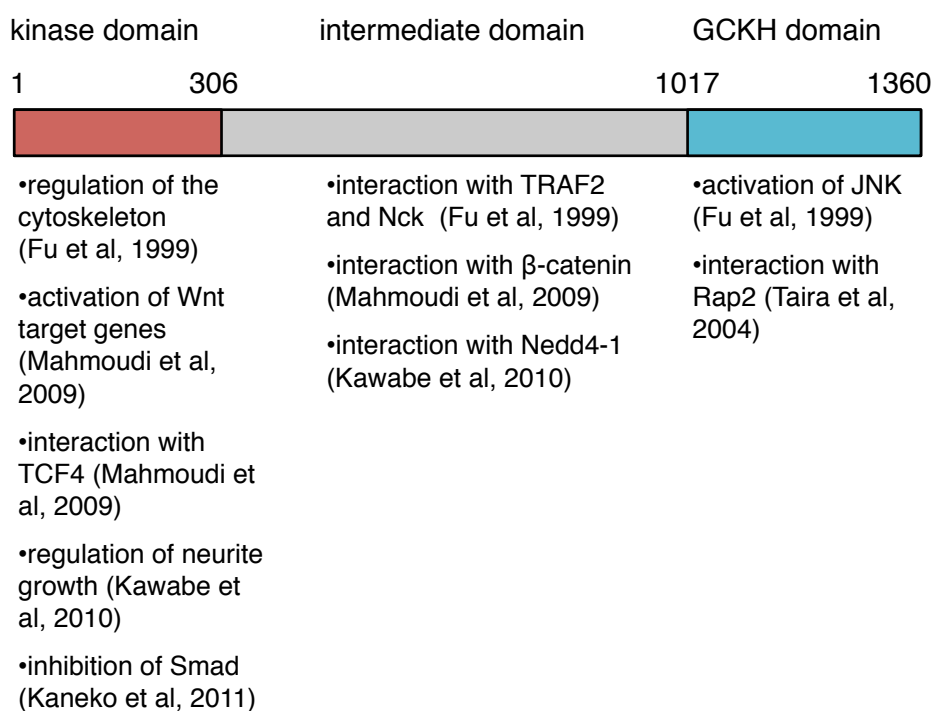 kinase domain
intermediate domain
GCKH domain
1
306
1017
1360
•regulation of the
cytoskeleton
(Fu et al, 1999)
•activation of Wnt
target genes
(Mahmoudi et al,
2009)
•interaction with
TCF4 (Mahmoudi et
al, 2009)
•regulation of neurite
growth (Kawabe et
al, 2010)
•inhibition of Smad
(Kaneko et al, 2011)
•interaction with TRAF2
and Nck  (Fu et al, 1999)
•interaction with β-catenin
(Mahmoudi et al, 2009)
•interaction with Nedd4-1
(Kawabe et al, 2010)
•activation of JNK
(Fu et al, 1999)
•interaction with
Rap2 (Taira et al,
2004)